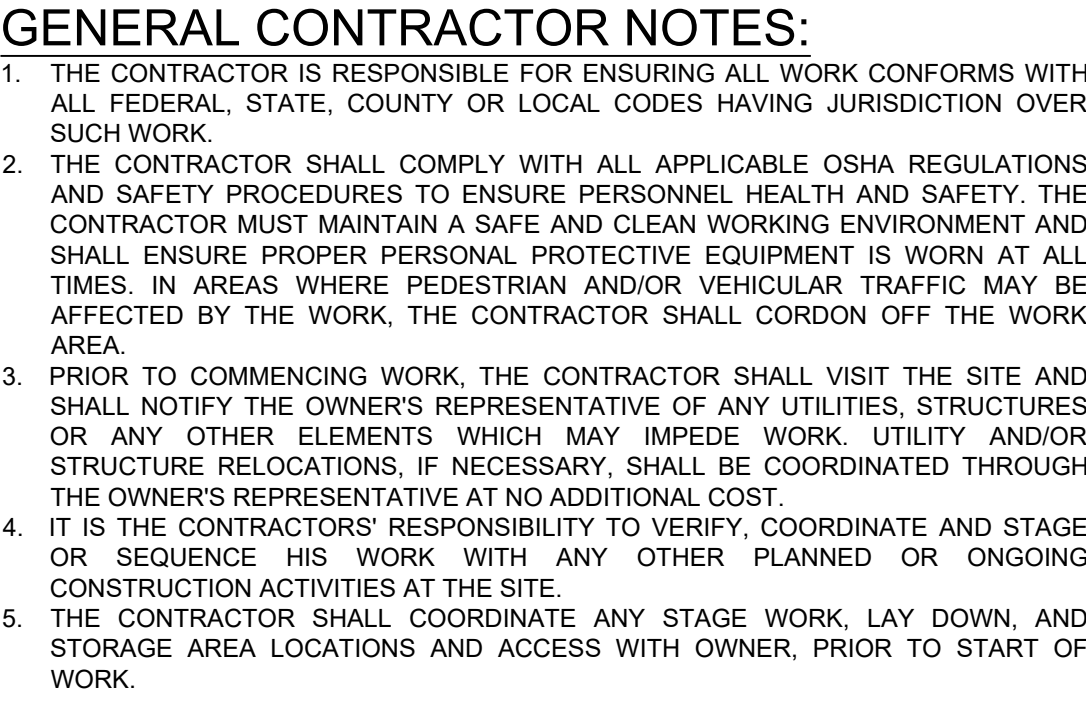 GENERAL CONTRACTOR NOTES:
1. THE CONTRACTOR IS RESPONSIBLE FOR ENSURING ALL WORK CONFORMS WITH
ALL FEDERAL, STATE, COUNTY OR LOCAL CODES HAVING JURISDICTION OVER
SUCH WORK.
2. THE CONTRACTOR SHALL COMPLY WITH ALL APPLICABLE OSHA REGULATIONS
AND SAFETY PROCEDURES TO ENSURE PERSONNEL HEALTH AND SAFETY. THE
CONTRACTOR MUST MAINTAIN A SAFE AND CLEAN WORKING ENVIRONMENT AND
SHALL ENSURE PROPER PERSONAL PROTECTIVE EQUIPMENT IS WORN AT ALL
TIMES. IN AREAS WHERE PEDESTRIAN AND/OR VEHICULAR TRAFFIC MAY BE
AFFECTED BY THE WORK, THE CONTRACTOR SHALL CORDON OFF THE WORK
AREA.
3. PRIOR TO COMMENCING WORK, THE CONTRACTOR SHALL VISIT THE SITE AND
SHALL NOTIFY THE OWNER'S REPRESENTATIVE OF ANY UTILITIES, STRUCTURES
OR ANY OTHER ELEMENTS WHICH MAY IMPEDE WORK. UTILITY AND/OR
STRUCTURE RELOCATIONS, IF NECESSARY, SHALL BE COORDINATED THROUGH
THE OWNER'S REPRESENTATIVE AT NO ADDITIONAL COST.
4. IT IS THE CONTRACTORS' RESPONSIBILITY TO VERIFY, COORDINATE AND STAGE
OR SEQUENCE HIS WORK WITH ANY OTHER PLANNED OR ONGOING
CONSTRUCTION ACTIVITIES AT THE SITE.
5. THE CONTRACTOR SHALL COORDINATE ANY STAGE WORK, LAY DOWN, AND
STORAGE AREA LOCATIONS AND ACCESS WITH OWNER, PRIOR TO START OF
WORK.